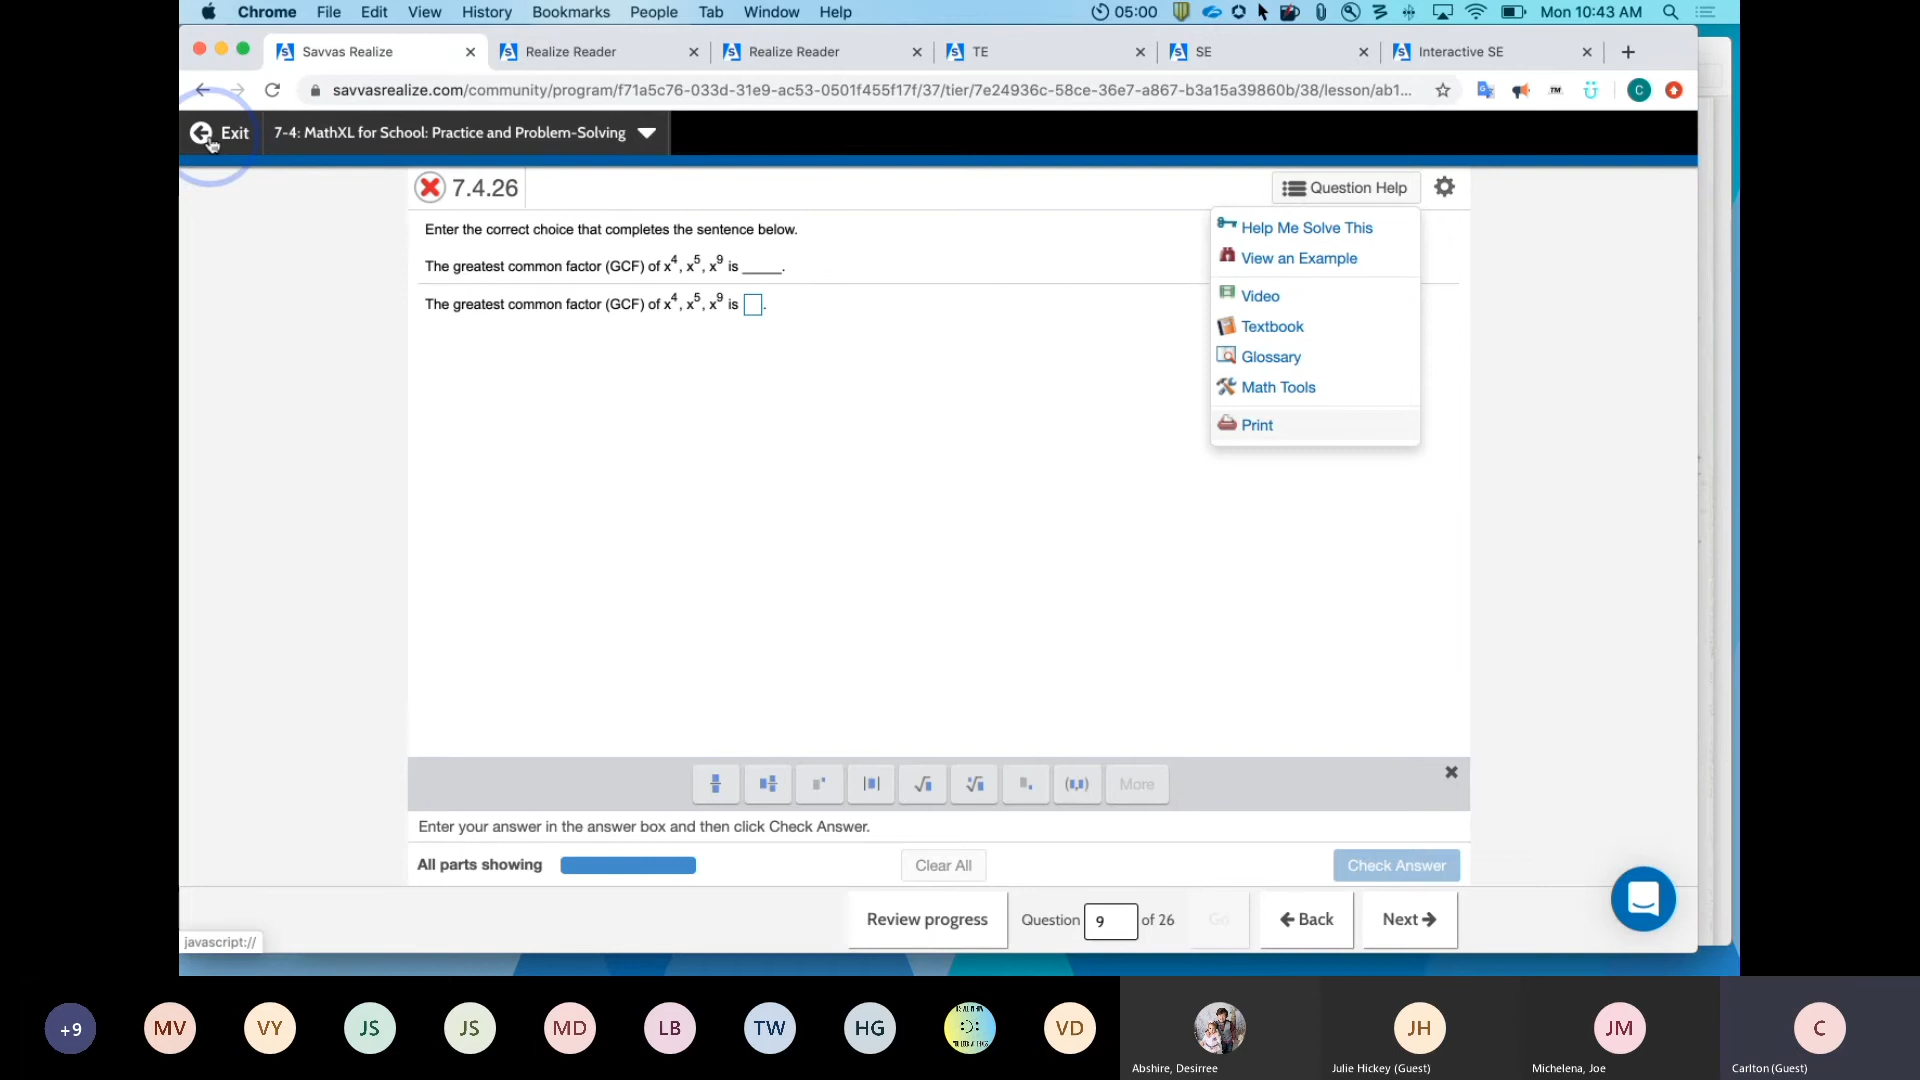 Chrome File Edit View History Bookmarks People Tab Window Help 05:00 Mon 10:43 AM
Savvas Realize Realize Reader Realize Reader TE SE Interactive SE
savvasrealize.com/community/program/f71a5c76-033d-31e9-ac53-0501f455f17f/37/tier/7e24936c-58ce-36e7-a867-b3a15a39860b/38/lesson/ab1... TM C
Exit 7-4: MathXL for School: Practice and Problem-Solving
7.4.26 Question Help
Enter the correct choice that completes the sentence below.
The greatest common factor (GCF) of x⁴, x⁵, x⁹ is _____.
The greatest common factor (GCF) of x⁴, x⁵, x⁹ is .
Help Me Solve This
View an Example
Video
Textbook
Glossary
Math Tools
Print
More
Enter your answer in the answer box and then click Check Answer.
All parts showing Clear All Check Answer
Review progress Question 9 of 26 Go Back Next
javascript://
+9 MV VY JS JS MD LB TW HG VD JH JM C
Abshire, Desirree Julie Hickey (Guest) Michelena, Joe Carlton (Guest)